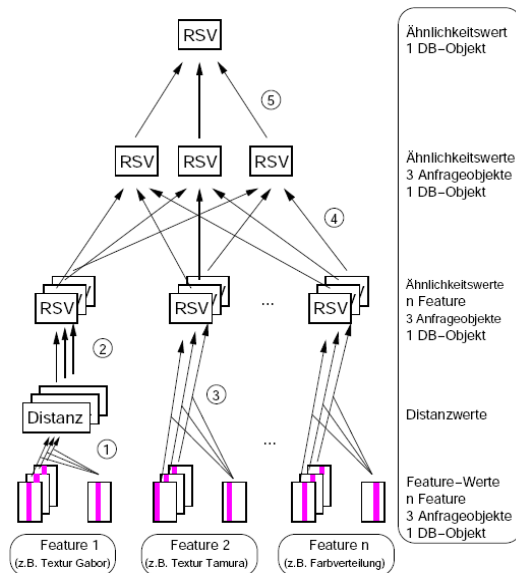 RSV
Ähnlichkeitswert
1 DB-Objekt
5
RSV RSV RSV
Ähnlichkeitswerte
3 Anfrageobjekte
1 DB-Objekt
4
RSV RSV ... RSV
Ähnlichkeitswerte
n Feature
3 Anfrageobjekte
1 DB-Objekt
2
3
Distanz
Distanzwerte
1
...
Feature-Werte
n Feature
3 Anfrageobjekte
1 DB-Objekt
Feature 1
(z.B. Textur Gabor)
Feature 2
(z.B. Textur Tamura)
Feature n
(z.B. Farbverteilung)